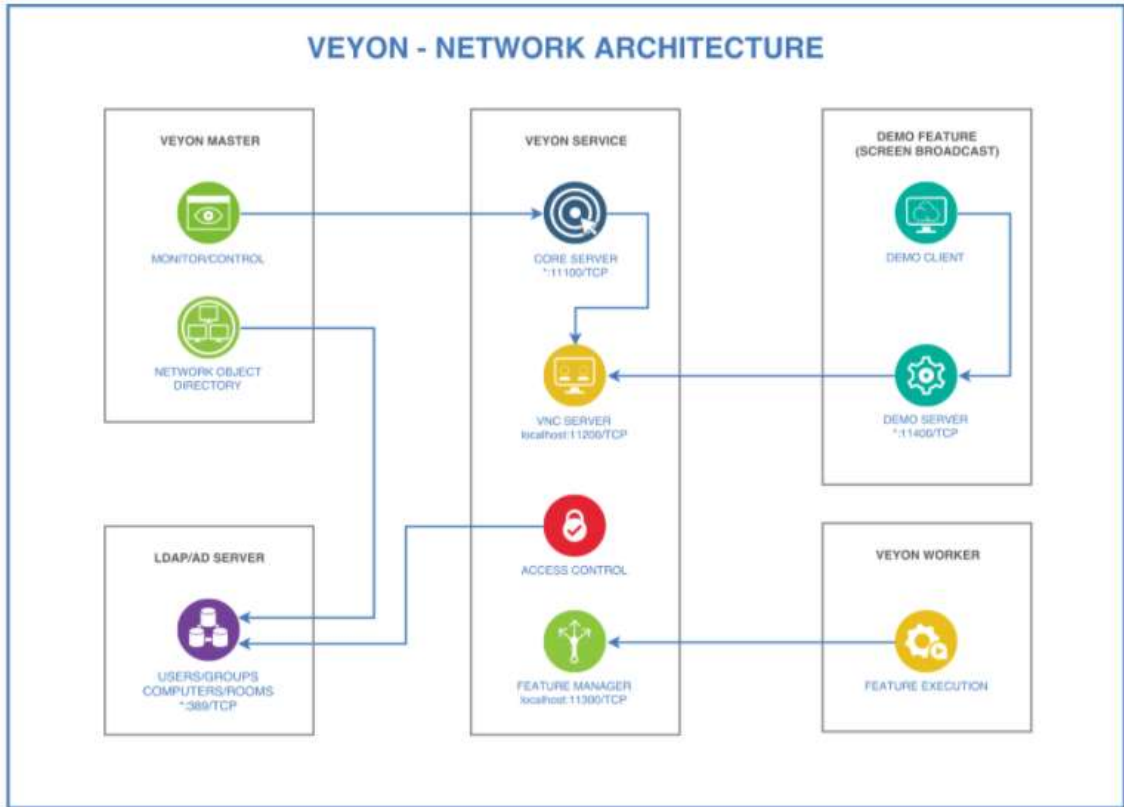 VEYON - NETWORK ARCHITECTURE
VEYON MASTER
MONITOR/CONTROL
NETWORK OBJECT
DIRECTORY
VEYON SERVICE
CORE SERVER
*:11100/TCP
VNC SERVER
localhost:11200/TCP
ACCESS CONTROL
FEATURE MANAGER
localhost:11300/TCP
DEMO FEATURE
(SCREEN BROADCAST)
DEMO CLIENT
DEMO SERVER
*:11400/TCP
LDAP/AD SERVER
USERS/GROUPS
COMPUTERS/ROOMS
*:389/TCP
VEYON WORKER
FEATURE EXECUTION